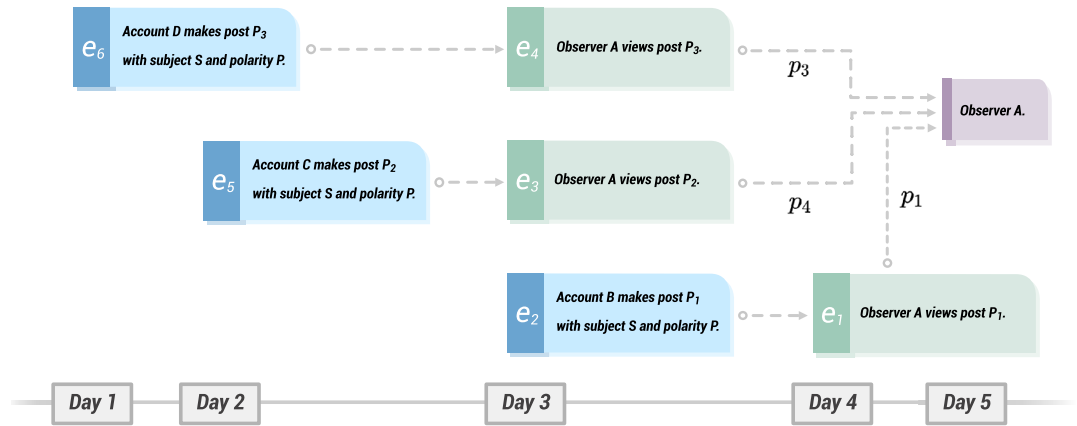 e6
Account D makes post P3
with subject S and polarity P.
e4
Observer A views post P3.
p3
Observer A.
e5
Account C makes post P2
with subject S and polarity P.
e3
Observer A views post P2.
p4
p1
e2
Account B makes post P1
with subject S and polarity P.
e1
Observer A views post P1.
Day 1
Day 2
Day 3
Day 4
Day 5